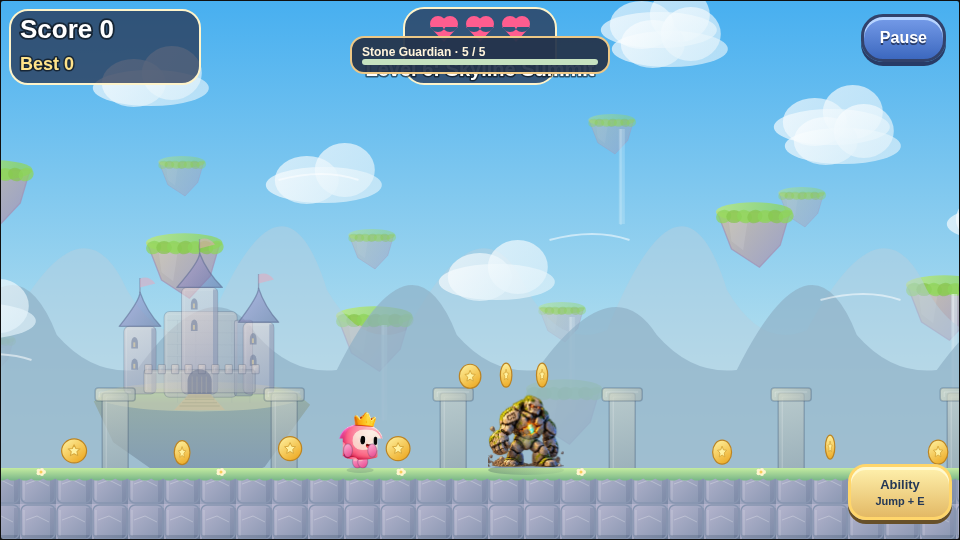 Score 0
Best 0
Stone Guardian · 5 / 5
Pause
Ability
Jump + E